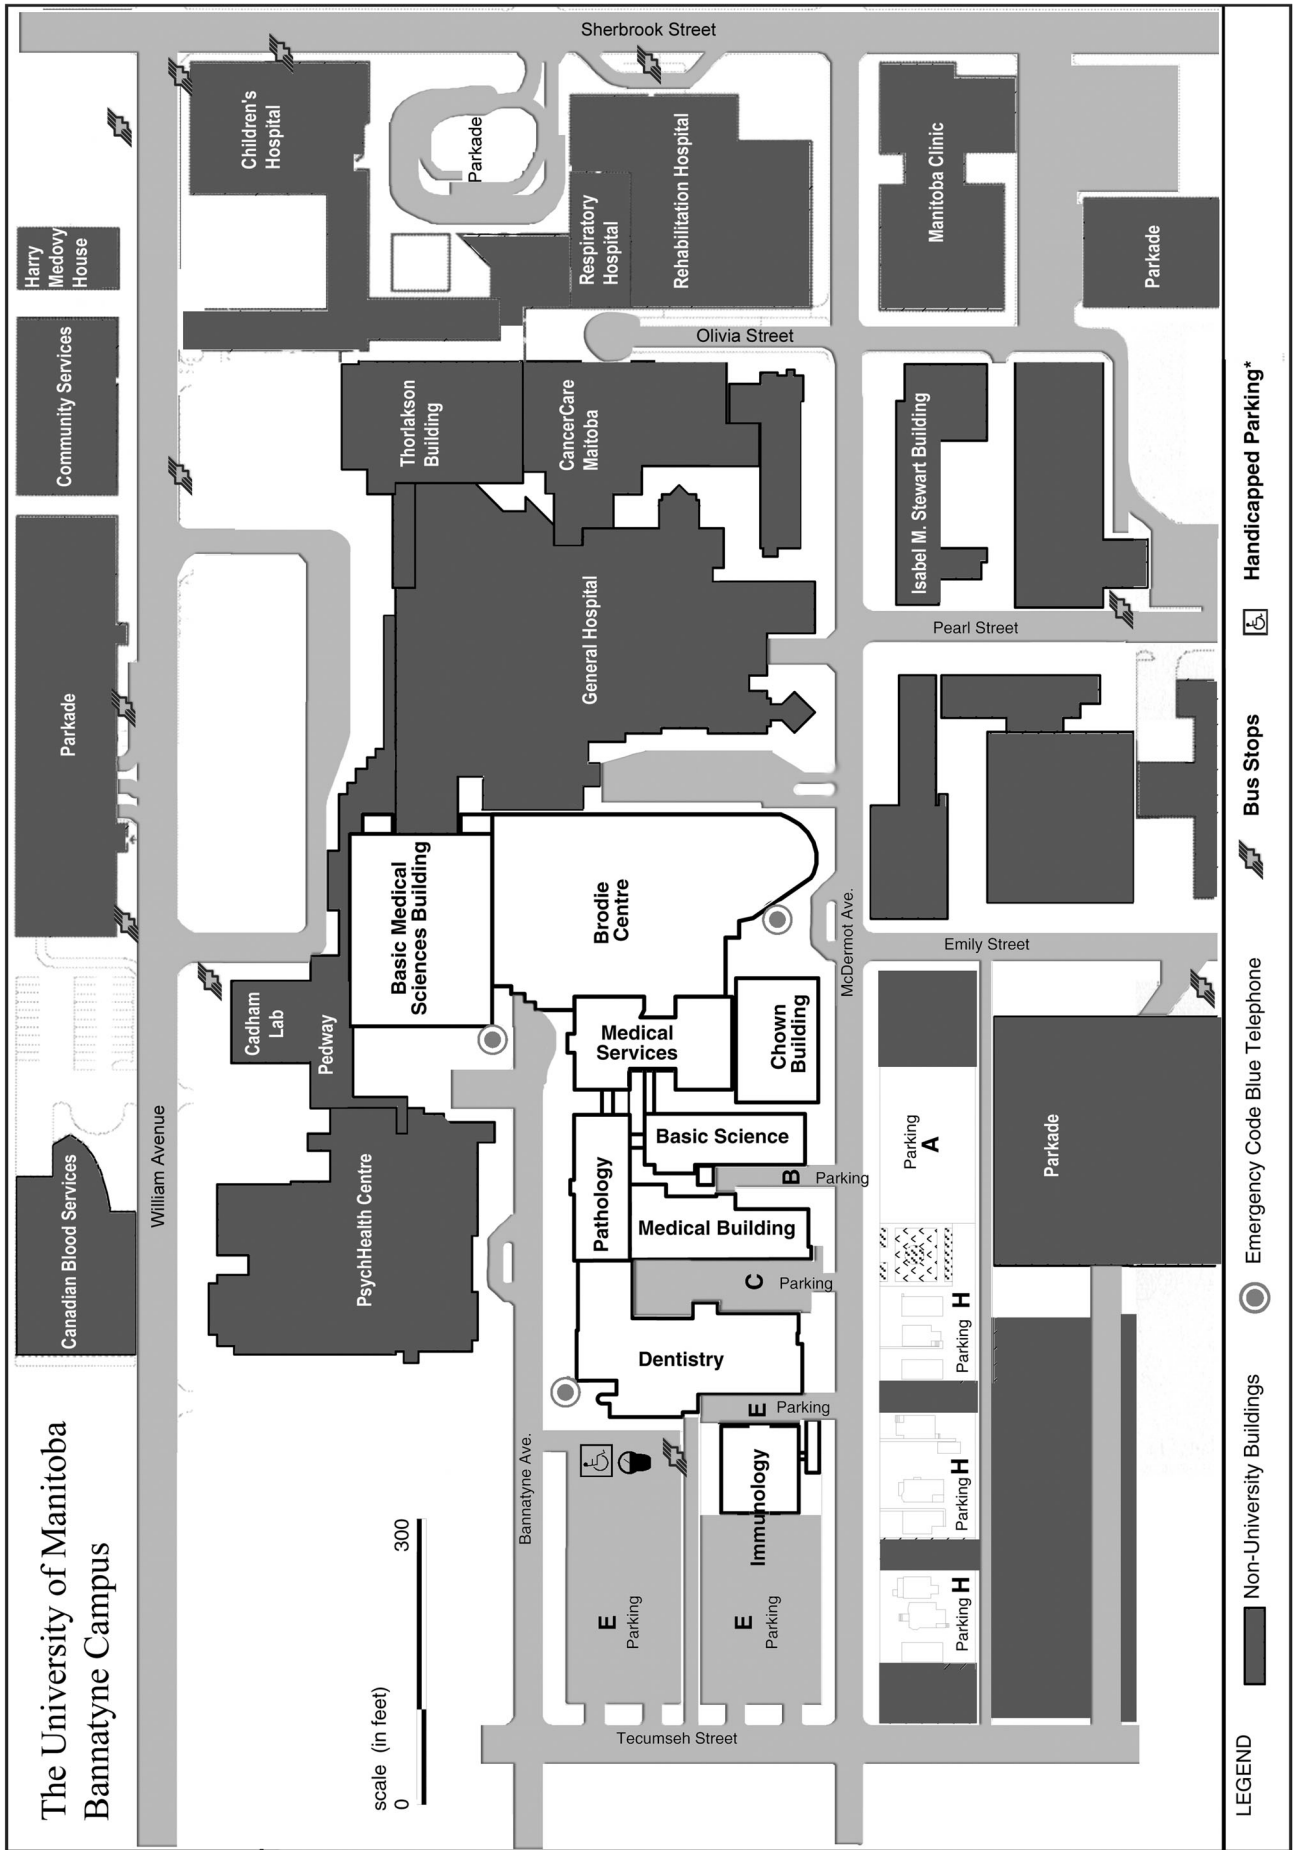 The University of Manitoba
Bannatyne Campus
Sherbrook Street
Children's
Hospital
Parkade
Rehabilitation Hospital
Respiratory
Hospital
Manitoba Clinic
Parkade
Harry
Medovy
House
Community Services
Olivia Street
Thorlakson
Building
CancerCare
Maitoba
Isabel M. Stewart Building
Pearl Street
General Hospital
Parkade
Basic Medical
Sciences Building
Brodie
Centre
McDermot Ave.
Emily Street
Cadham
Lab
Pedway
Medical
Services
Chown
Building
Parking
A
Parkade
Canadian Blood Services
William Avenue
PsychHealth Centre
Pathology
Basic Science
B
Parking
Medical Building
C
Parking
Dentistry
E
Parking
Parking H
Immunology
Parking H
Bannatyne Ave.
E
Parking
E
Parking
Parking H
Tecumseh Street
scale (in feet)
0
300
LEGEND
Non-University Buildings
Emergency Code Blue Telephone
Bus Stops
Handicapped Parking*